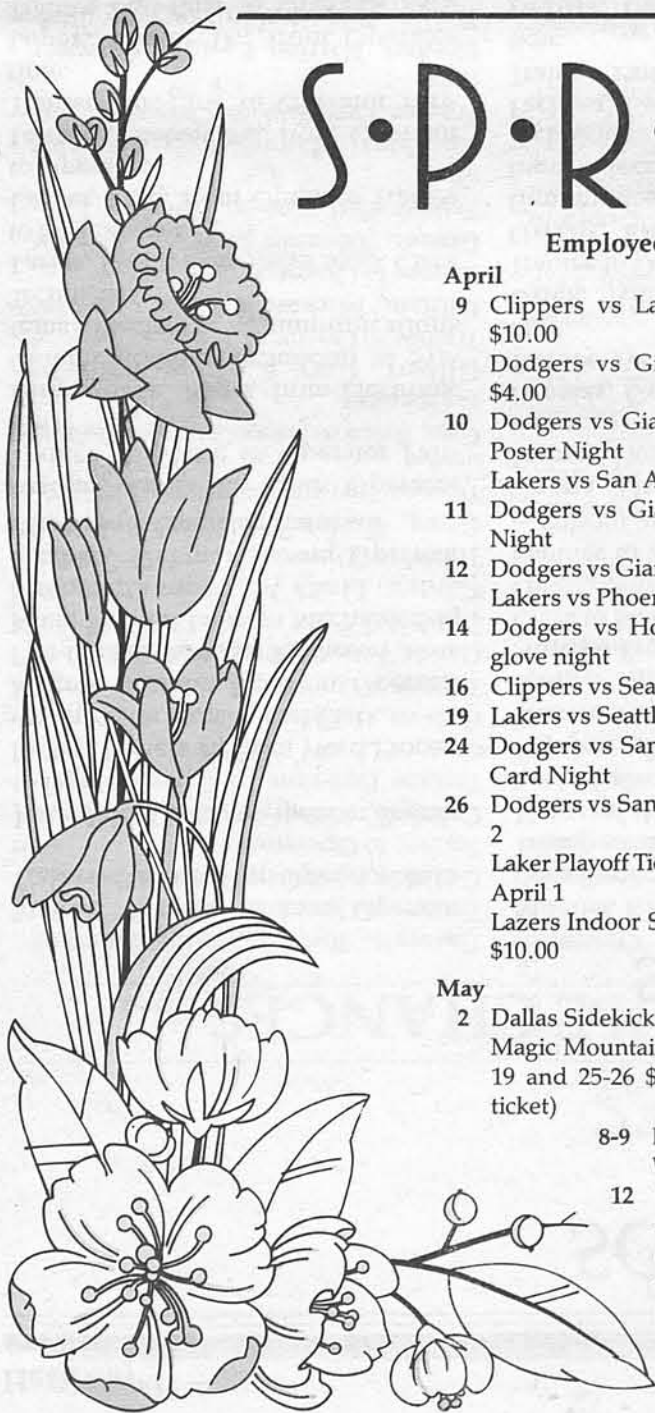 S•P•R
Employee
April
9 Clippers vs La
$10.00
Dodgers vs G
$4.00
10 Dodgers vs Gia
Poster Night
Lakers vs San A
11 Dodgers vs Gi
Night
12 Dodgers vs Gia
Lakers vs Phoe
14 Dodgers vs Ho
glove night
16 Clippers vs Sea
19 Lakers vs Seattl
24 Dodgers vs San
Card Night
26 Dodgers vs San
2
Laker Playoff Ti
April 1
Lazers Indoor S
$10.00
May
2 Dallas Sidekick
Magic Mountai
19 and 25-26 $
ticket)
8-9
12